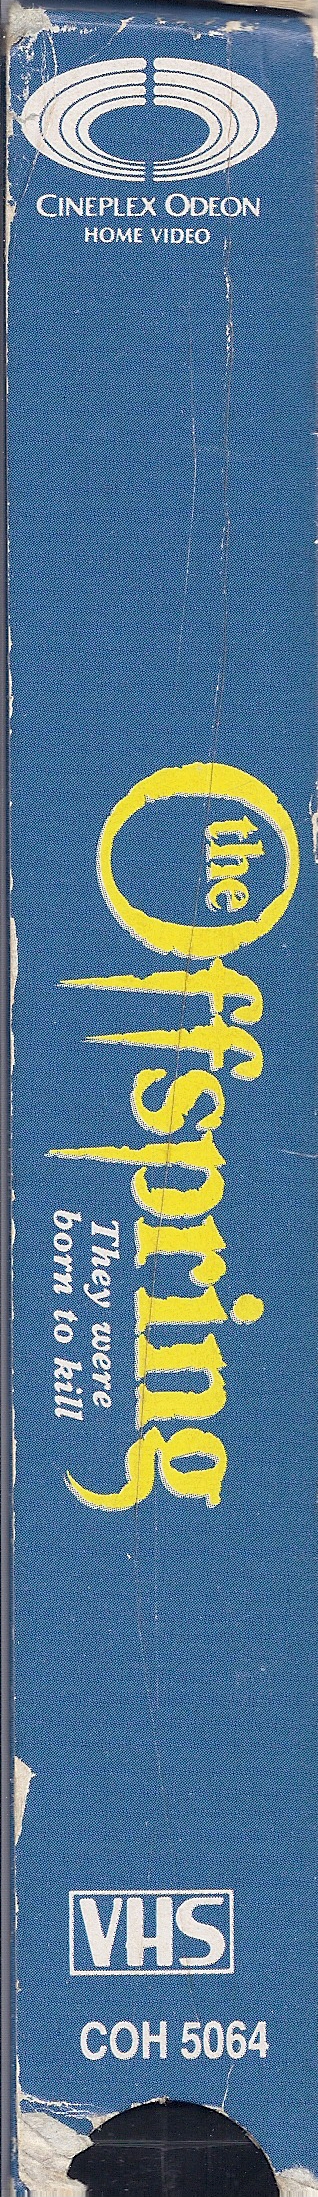 CINEPLEX ODEON
HOME VIDEO
the
Offspring
They were
born to kill
VHS
COH 5064